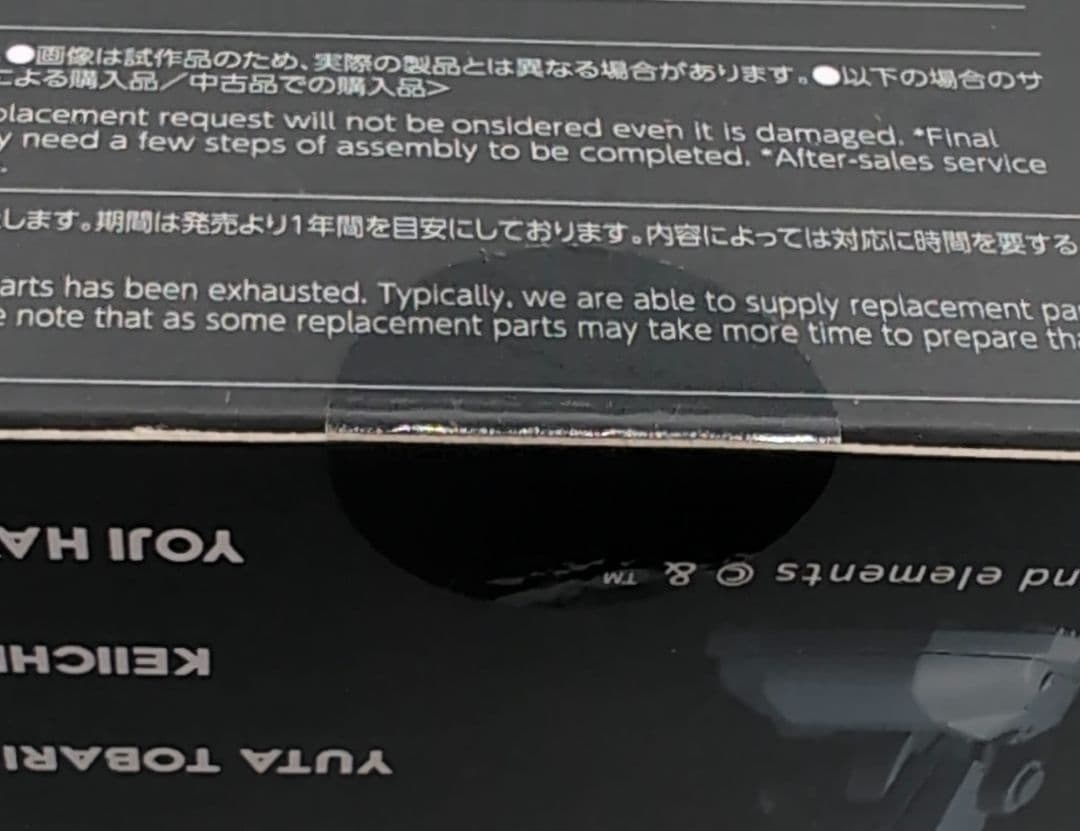 ●画像は試作品のため、実際の製品とは異なる場合があります。●以下の場合のサ
による購入品／中古品での購入品>
placement request will not be onsidered even it is damaged. *Final
y need a few steps of assembly to be completed. *After-sales service
します。期間は発売より1年間を目安にしております。内容によっては対応に時間を要する
arts has been exhausted. Typically, we are able to supply replacement par
e note that as some replacement parts may take more time to prepare tha
YOJI HA
nd elements © & ™
KEIICHI
YUTA TOBARI